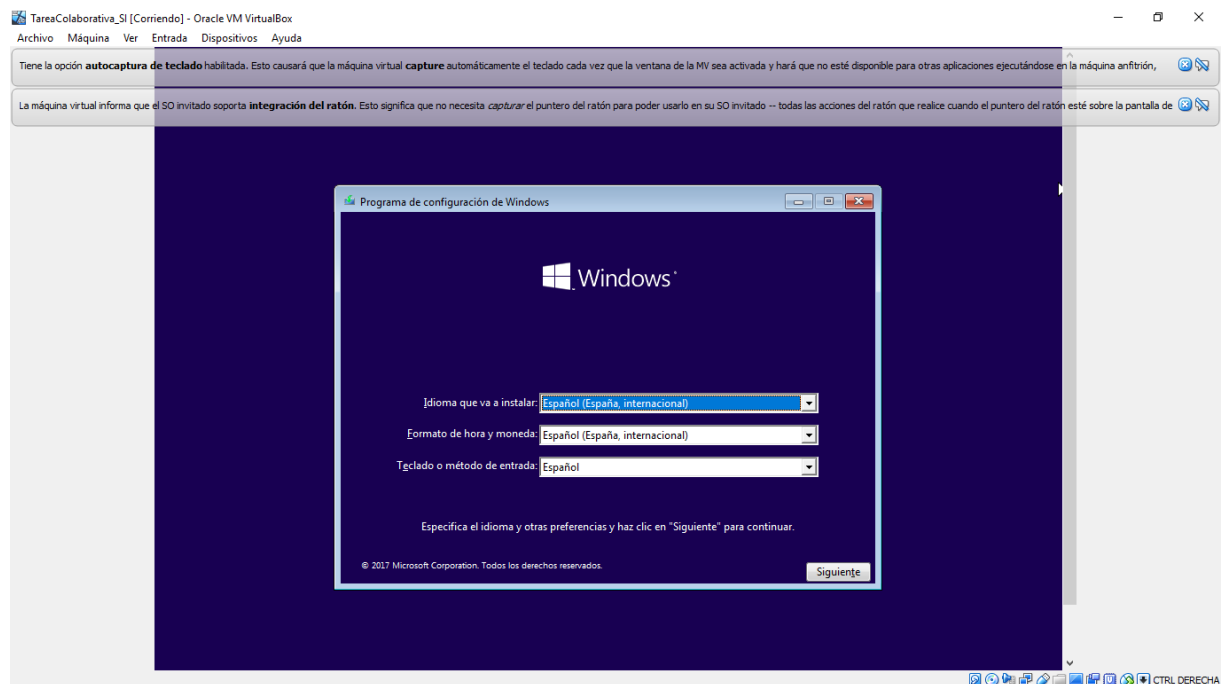 TareaColaborativa_SI [Corriendo] - Oracle VM VirtualBox
Archivo Máquina Ver Entrada Dispositivos Ayuda
Tiene la opción autocaptura de teclado habilitada. Esto causará que la máquina virtual capture automáticamente el teclado cada vez que la ventana de la MV sea activada y hará que no esté disponible para otras aplicaciones ejecutándose en la máquina anfitrión,
La máquina virtual informa que el SO invitado soporta integración del ratón. Esto significa que no necesita capturar el puntero del ratón para poder usarlo en su SO invitado -- todas las acciones del ratón que realice cuando el puntero del ratón esté sobre la pantalla de
Programa de configuración de Windows
Windows
Idioma que va a instalar: Español (España, internacional)
Formato de hora y moneda: Español (España, internacional)
Teclado o método de entrada: Español
Especifica el idioma y otras preferencias y haz clic en "Siguiente" para continuar.
© 2017 Microsoft Corporation. Todos los derechos reservados.
Siguiente
CTRL DERECHA